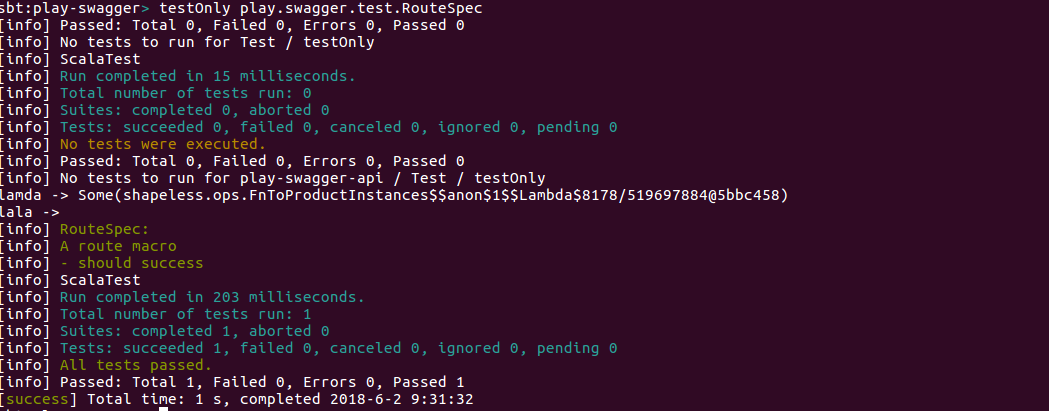 sbt:play-swagger> testOnly play.swagger.test.RouteSpec
[info] Passed: Total 0, Failed 0, Errors 0, Passed 0
[info] No tests to run for Test / testOnly
[info] ScalaTest
[info] Run completed in 15 milliseconds.
[info] Total number of tests run: 0
[info] Suites: completed 0, aborted 0
[info] Tests: succeeded 0, failed 0, canceled 0, ignored 0, pending 0
[info] No tests were executed.
[info] Passed: Total 0, Failed 0, Errors 0, Passed 0
[info] No tests to run for play-swagger-api / Test / testOnly
lamda -> Some(shapeless.ops.FnToProductInstances$$anon$1$$Lambda$8178/519697884@5bbc458)
lala ->
[info] RouteSpec:
[info] A route macro
[info] - should success
[info] ScalaTest
[info] Run completed in 203 milliseconds.
[info] Total number of tests run: 1
[info] Suites: completed 1, aborted 0
[info] Tests: succeeded 1, failed 0, canceled 0, ignored 0, pending 0
[info] All tests passed.
[info] Passed: Total 1, Failed 0, Errors 0, Passed 1
[success] Total time: 1 s, completed 2018-6-2 9:31:32